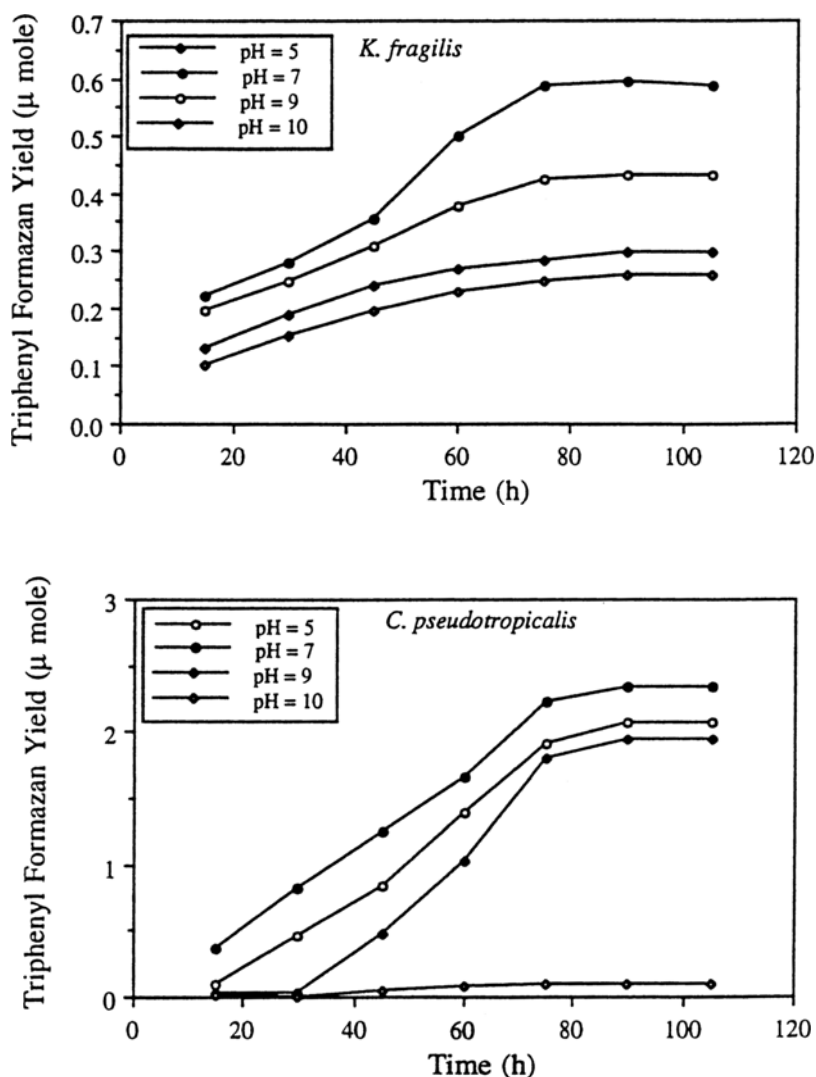 Triphenyl Formazan Yield (μ mole)
0.7
0.6
0.5
0.4
0.3
0.2
0.1
0.0
pH = 5
pH = 7
pH = 9
pH = 10
K. fragilis
0 20 40 60 80 100 120
Time (h)
Triphenyl Formazan Yield (μ mole)
3
2
1
0
pH = 5
pH = 7
pH = 9
pH = 10
C. pseudotropicalis
0 20 40 60 80 100 120
Time (h)